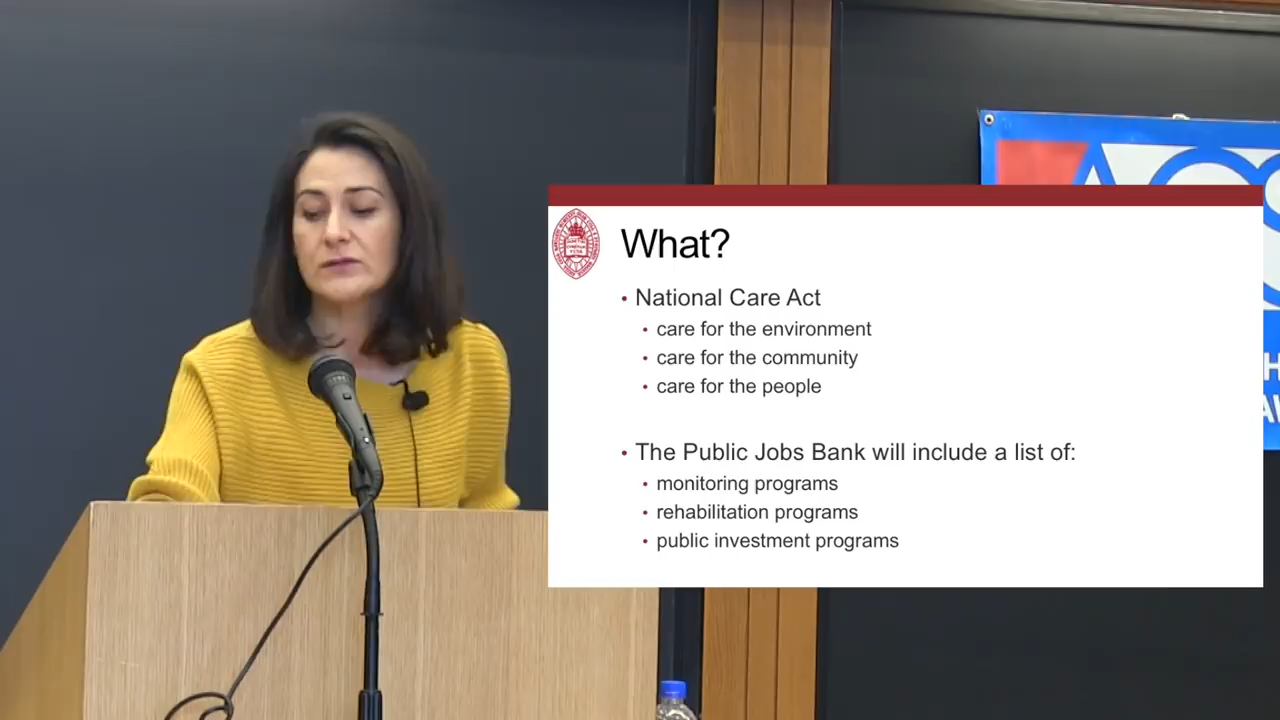 What?
• National Care Act
• care for the environment
• care for the community
• care for the people
• The Public Jobs Bank will include a list of:
• monitoring programs
• rehabilitation programs
• public investment programs